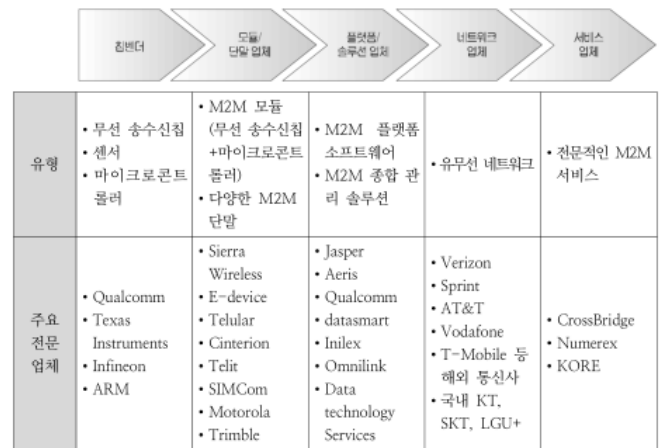 칩벤더
모듈/
단말 업체
플랫폼/
솔루션 업체
네트워크
업체
서비스
업체
유형
• 무선 송수신칩
• 센서
• 마이크로콘트
롤러
• M2M 모듈
(무선 송수신칩
+마이크로콘트
롤러)
• 다양한 M2M
단말
• M2M 플랫폼
소프트웨어
• M2M 종합 관
리 솔루션
• 유무선 네트워크
• 전문적인 M2M
서비스
주요
전문
업체
• Qualcomm
• Texas
Instruments
• Infineon
• ARM
• Sierra
Wireless
• E-device
• Telular
• Cinterion
• Telit
• SIMCom
• Motorola
• Trimble
• Jasper
• Aeris
• Qualcomm
• datasmart
• Inilex
• Omnilink
• Data
technology
Services
• Verizon
• Sprint
• AT&T
• Vodafone
• T-Mobile 등
해외 통신사
• 국내 KT,
SKT, LGU+
• CrossBridge
• Numerex
• KORE